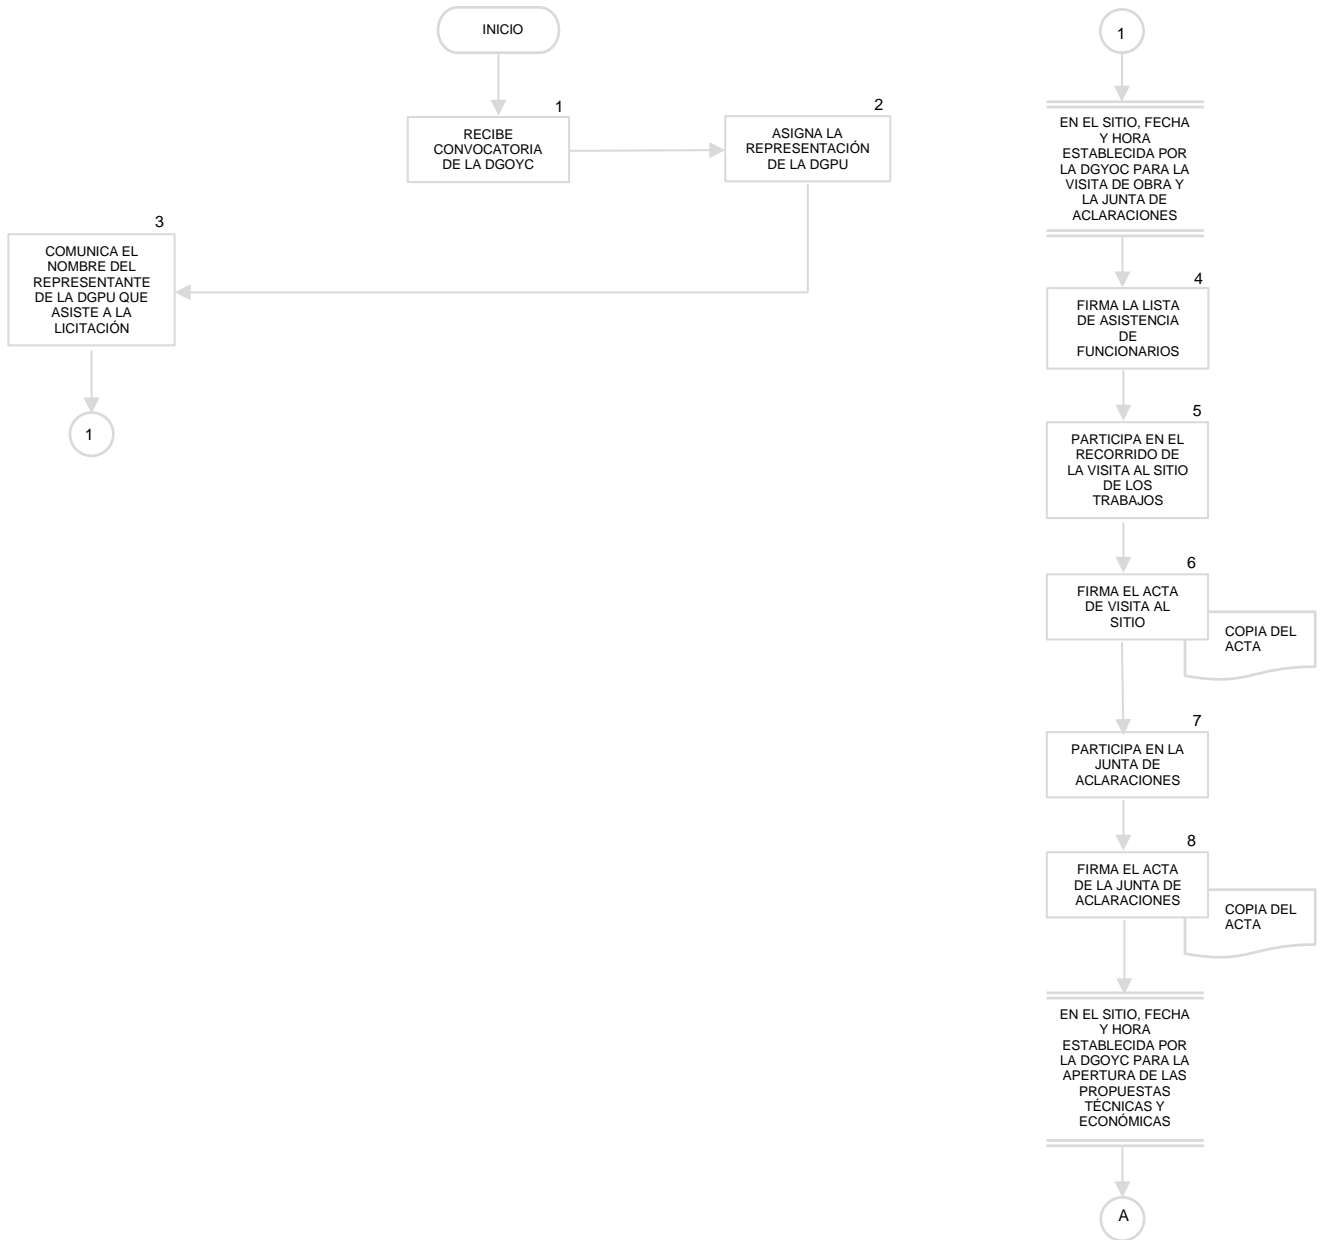 INICIO
1
RECIBE
CONVOCATORIA
DE LA DGOYC
2
ASIGNA LA
REPRESENTACIÓN
DE LA DGPU
3
COMUNICA EL
NOMBRE DEL
REPRESENTANTE
DE LA DGPU QUE
ASISTE A LA
LICITACIÓN
1
1
EN EL SITIO, FECHA
Y HORA
ESTABLECIDA POR
LA DGYOC PARA LA
VISITA DE OBRA Y
LA JUNTA DE
ACLARACIONES
4
FIRMA LA LISTA
DE ASISTENCIA
DE
FUNCIONARIOS
5
PARTICIPA EN EL
RECORRIDO DE
LA VISITA AL SITIO
DE LOS
TRABAJOS
6
FIRMA EL ACTA
DE VISITA AL
SITIO
COPIA DEL
ACTA
7
PARTICIPA EN LA
JUNTA DE
ACLARACIONES
8
FIRMA EL ACTA
DE LA JUNTA DE
ACLARACIONES
COPIA DEL
ACTA
EN EL SITIO, FECHA
Y HORA
ESTABLECIDA POR
LA DGOYC PARA LA
APERTURA DE LAS
PROPUESTAS
TÉCNICAS Y
ECONÓMICAS
A